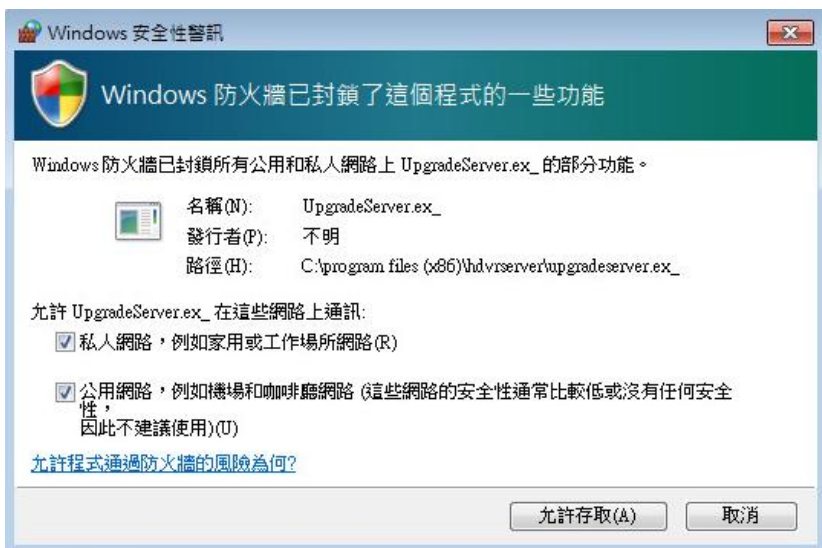 Windows 安全性警訊
Windows 防火牆已封鎖了這個程式的一些功能
Windows 防火牆已封鎖所有公用和私人網路上 UpgradeServer.ex_ 的部分功能。
名稱(N): UpgradeServer.ex_
發行者(P): 不明
路徑(H): C:\program files (x86)\hdvrserver\upgradeserver.ex_
允許 UpgradeServer.ex_ 在這些網路上通訊:
私人網路，例如家用或工作場所網路(R)
公用網路，例如機場和咖啡廳網路 (這些網路的安全性通常比較低或沒有任何安全
性，
因此不建議使用)(U)
允許程式通過防火牆的風險為何?
允許存取(A) 取消